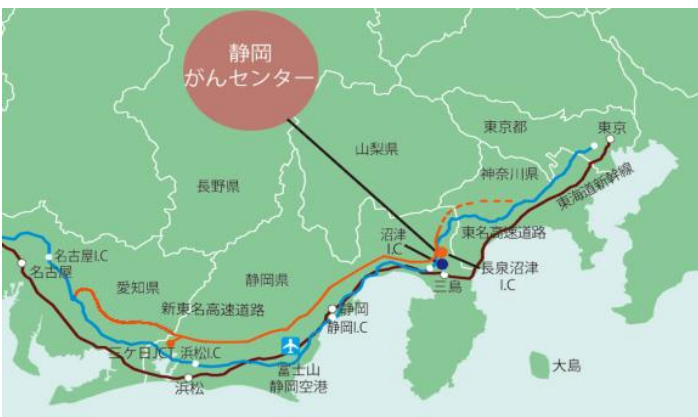 静岡
がんセンター
東京都
東京
山梨県
神奈川県
長野県
東海道新幹線
沼津
I.C
東名高速道路
名古屋I.C
名古屋
長泉沼津
I.C
静岡県
愛知県
三島
新東名高速道路
静岡
静岡I.C
三ケ日JCT
浜松I.C
富士山
静岡空港
大島
浜松